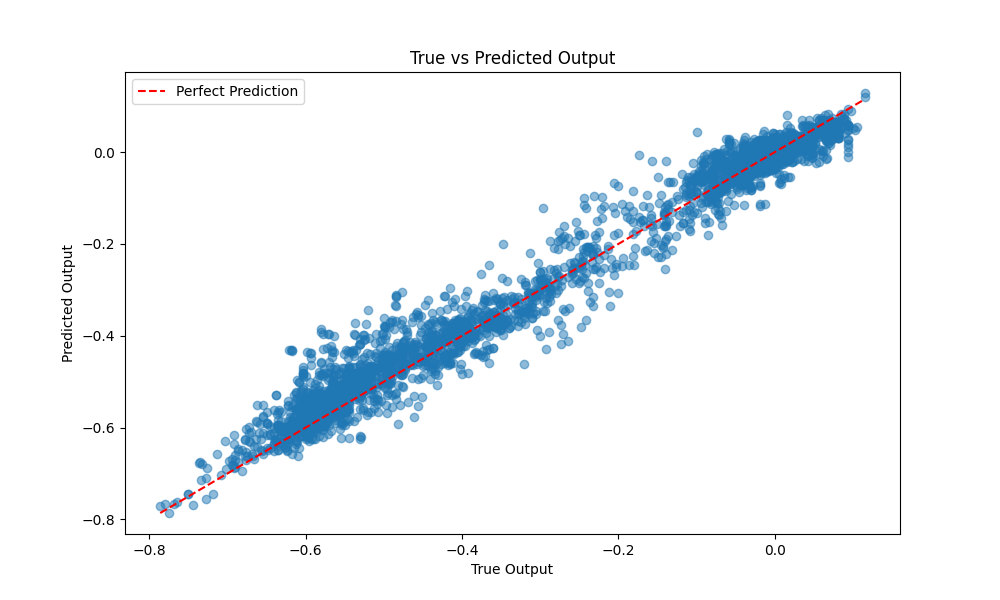 True vs Predicted Output
Perfect Prediction
Predicted Output
0.0
−0.2
−0.4
−0.6
−0.8
−0.8
−0.6
−0.4
−0.2
0.0
True Output